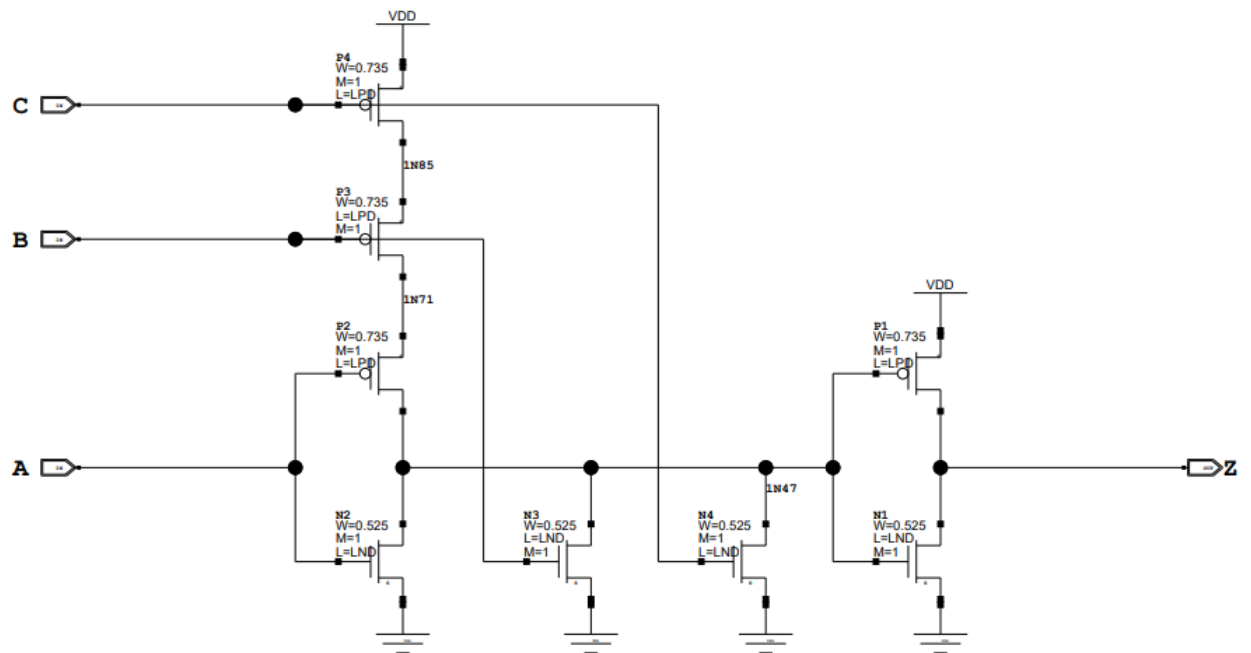 VDD
P4
W=0.735
M=1
L=LPD
C
1N85
P3
W=0.735
L=LPD
M=1
B
1N71
VDD
P2
W=0.735
M=1
L=LPD
P1
W=0.735
M=1
L=LPD
A
Z
1N47
N2
W=0.525
M=1
L=LND
N3
W=0.525
L=LND
M=1
N4
W=0.525
M=1
L=LND
N1
W=0.525
L=LND
M=1